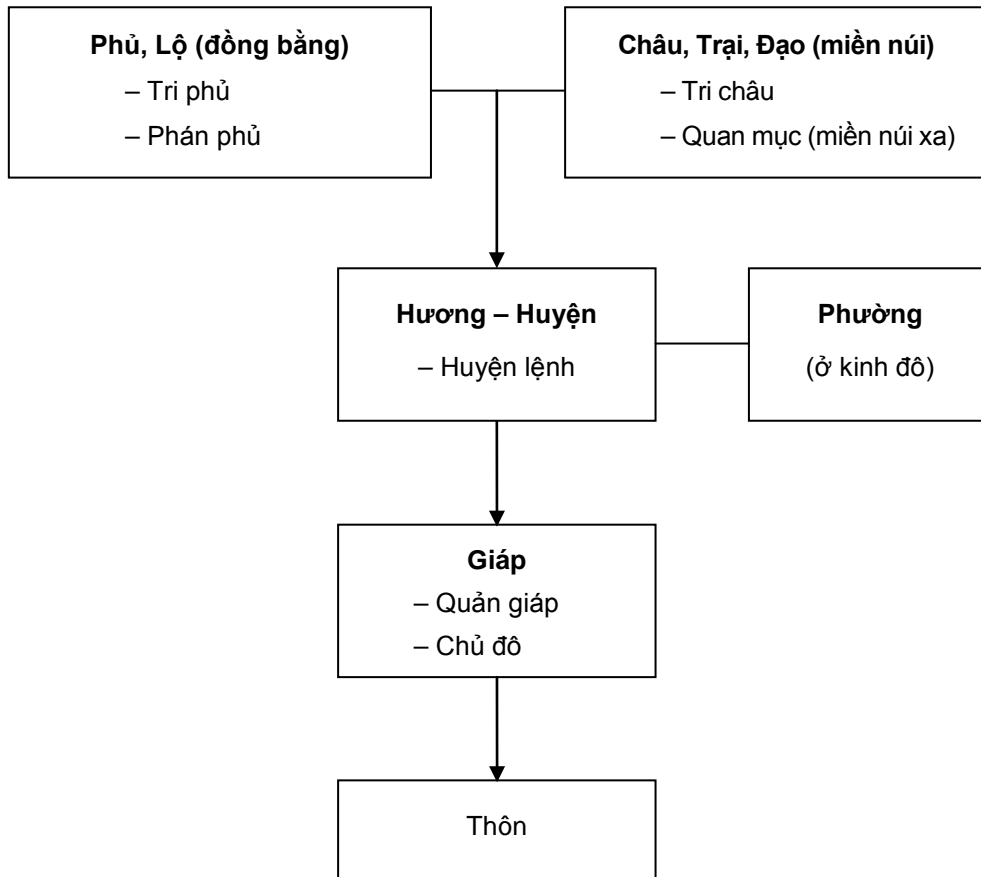 Phủ, Lộ (đồng bằng)
– Tri phủ
– Phán phủ
Châu, Trại, Đạo (miền núi)
– Tri châu
– Quan mục (miền núi xa)
Hương – Huyện
– Huyện lệnh
Phường
(ở kinh đô)
Giáp
– Quản giáp
– Chủ đô
Thôn